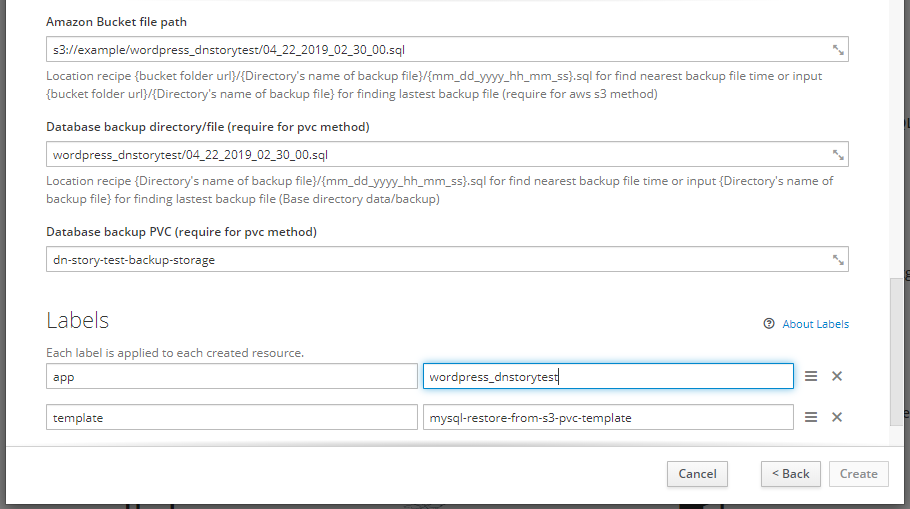 Amazon Bucket file path
s3://example/wordpress_dnstorytest/04_22_2019_02_30_00.sql
Location recipe {bucket folder url}/{Directory's name of backup file}/{mm_dd_yyyy_hh_mm_ss}.sql for find nearest backup file time or input
{bucket folder url}/{Directory's name of backup file} for finding lastest backup file (require for aws s3 method)
Database backup directory/file (require for pvc method)
wordpress_dnstorytest/04_22_2019_02_30_00.sql
Location recipe {Directory's name of backup file}/{mm_dd_yyyy_hh_mm_ss}.sql for find nearest backup file time or input {Directory's name of
backup file} for finding lastest backup file (Base directory data/backup)
Database backup PVC (require for pvc method)
dn-story-test-backup-storage
Labels
About Labels
Each label is applied to each created resource.
app wordpress_dnstorytest
template mysql-restore-from-s3-pvc-template
Cancel < Back Create